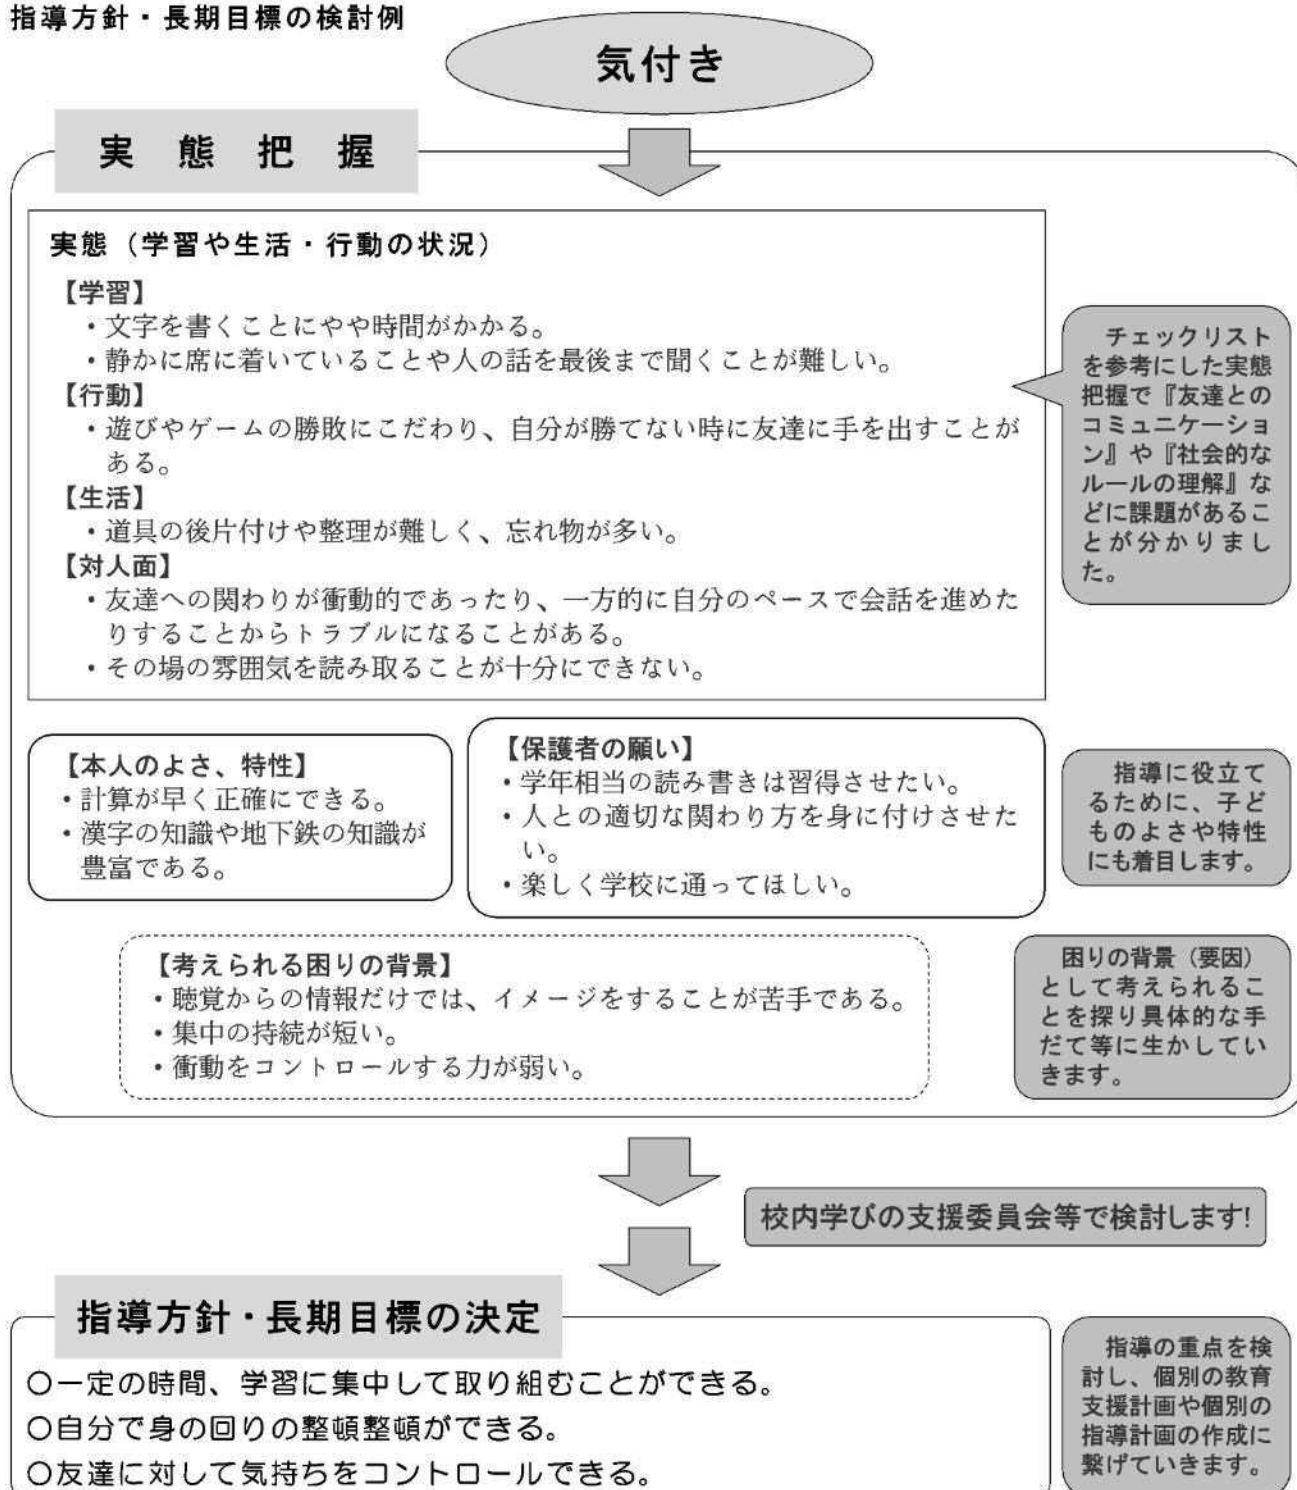 指導方針・長期目標の検討例
気付き
実態把握
実態（学習や生活・行動の状況）
【学習】
・文字を書くことにやや時間がかかる。
・静かに席に着いていることや人の話を最後まで聞くことが難しい。
【行動】
・遊びやゲームの勝敗にこだわり、自分が勝てない時に友達に手を出すことが
ある。
【生活】
・道具の後片付けや整理が難しく、忘れ物が多い。
【対人面】
・友達への関わりが衝動的であったり、一方的に自分のペースで会話を進めた
りすることからトラブルになることがある。
・その場の雰囲気を読み取ることが十分にできない。
チェックリスト
を参考にした実態
把握で『友達との
コミュニケーショ
ン』や『社会的な
ルールの理解』な
どに課題があるこ
とが分かりまし
た。
【本人のよさ、特性】
・計算が早く正確にできる。
・漢字の知識や地下鉄の知識が
豊富である。
【保護者の願い】
・学年相当の読み書きは習得させたい。
・人との適切な関わり方を身に付けさせた
い。
・楽しく学校に通ってほしい。
指導に役立て
るために、子ど
ものよさや特性
にも着目します。
【考えられる困りの背景】
・聴覚からの情報だけでは、イメージをすることが苦手である。
・集中の持続が短い。
・衝動をコントロールする力が弱い。
困りの背景（要因）
として考えられるこ
とを探り具体的な手
だて等に生かしてい
きます。
校内学びの支援委員会等で検討します!
指導方針・長期目標の決定
○一定の時間、学習に集中して取り組むことができる。
○自分で身の回りの整頓整頓ができる。
○友達に対して気持ちをコントロールできる。
指導の重点を検
討し、個別の教育
支援計画や個別の
指導計画の作成に
繋げていきます。